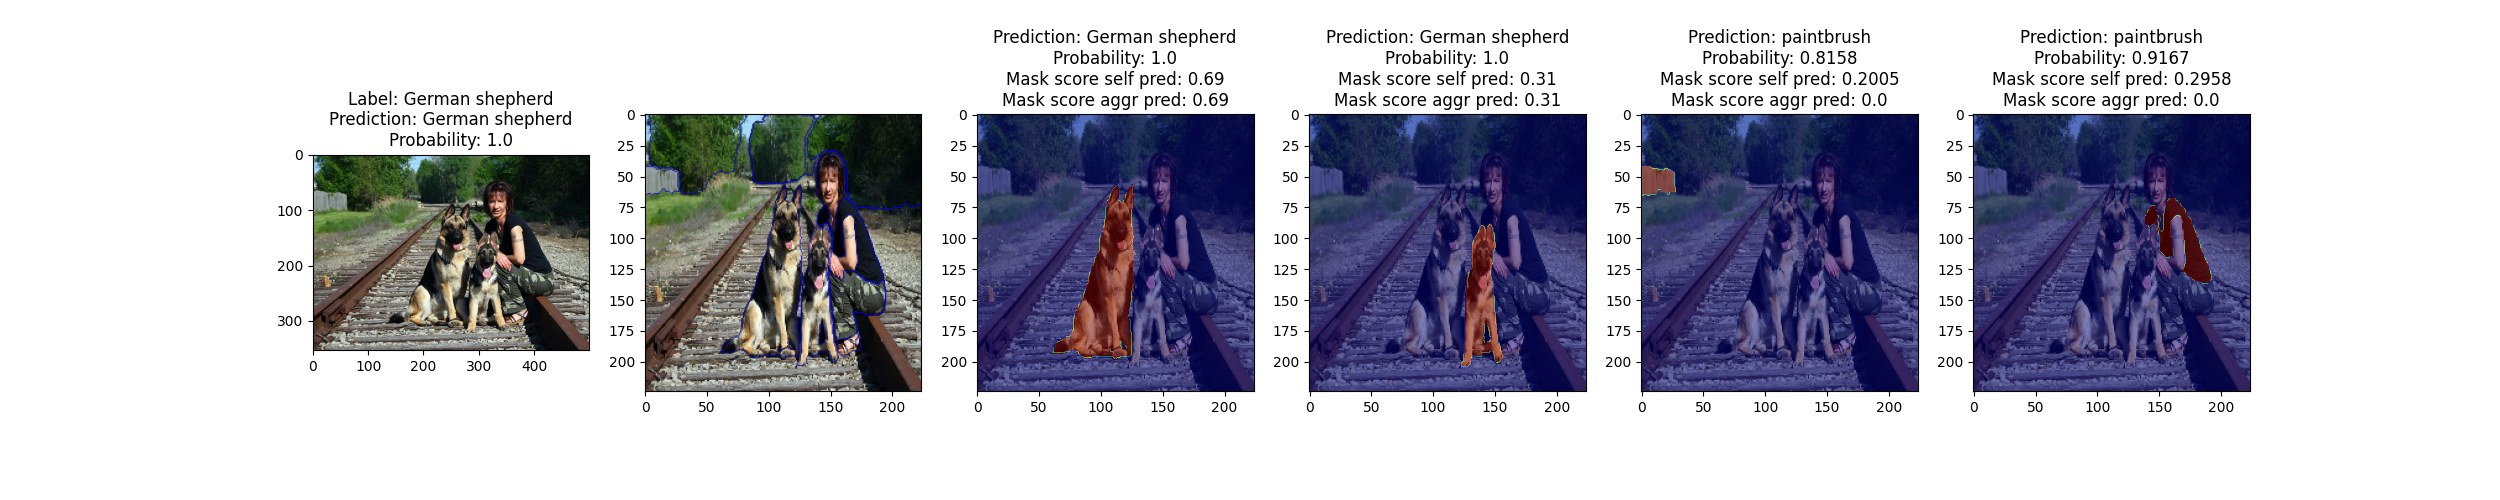 Label: German shepherd
Prediction: German shepherd
Probability: 1.0
0
100
200
300
0 100 200 300 400
0
25
50
75
100
125
150
175
200
0 50 100 150 200
Prediction: German shepherd
Probability: 1.0
Mask score self pred: 0.69
Mask score aggr pred: 0.69
0
25
50
75
100
125
150
175
200
0 50 100 150 200
Prediction: German shepherd
Probability: 1.0
Mask score self pred: 0.31
Mask score aggr pred: 0.31
0
25
50
75
100
125
150
175
200
0 50 100 150 200
Prediction: paintbrush
Probability: 0.8158
Mask score self pred: 0.2005
Mask score aggr pred: 0.0
0
25
50
75
100
125
150
175
200
0 50 100 150 200
Prediction: paintbrush
Probability: 0.9167
Mask score self pred: 0.2958
Mask score aggr pred: 0.0
0
25
50
75
100
125
150
175
200
0 50 100 150 200